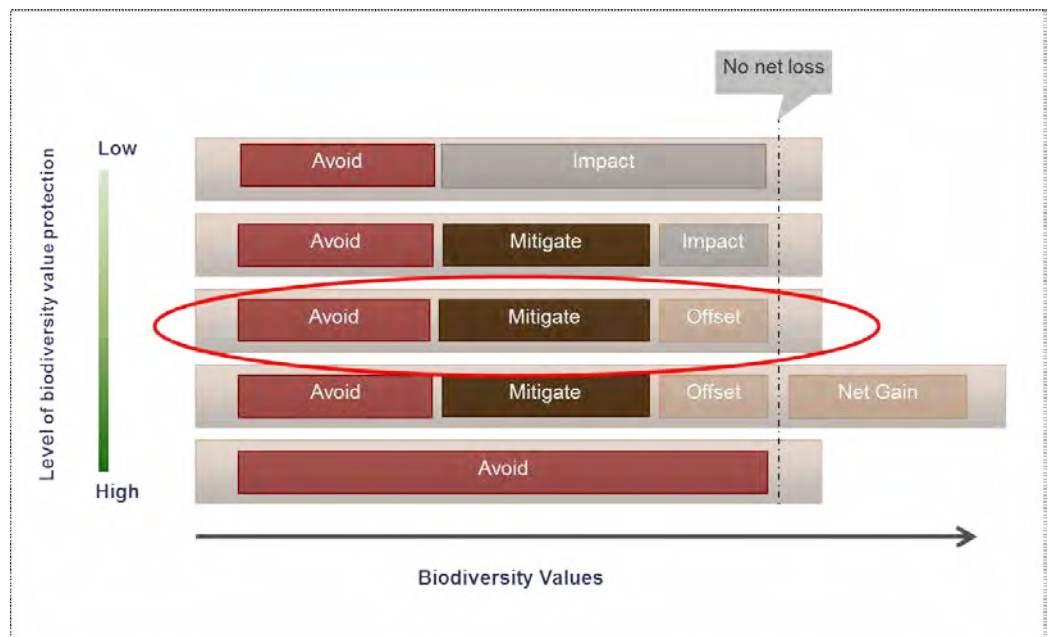 No net loss
Low
Avoid Impact
Avoid Mitigate Impact
Avoid Mitigate Offset
Avoid Mitigate Offset Net Gain
Avoid
High
Level of biodiversity value protection
Biodiversity Values